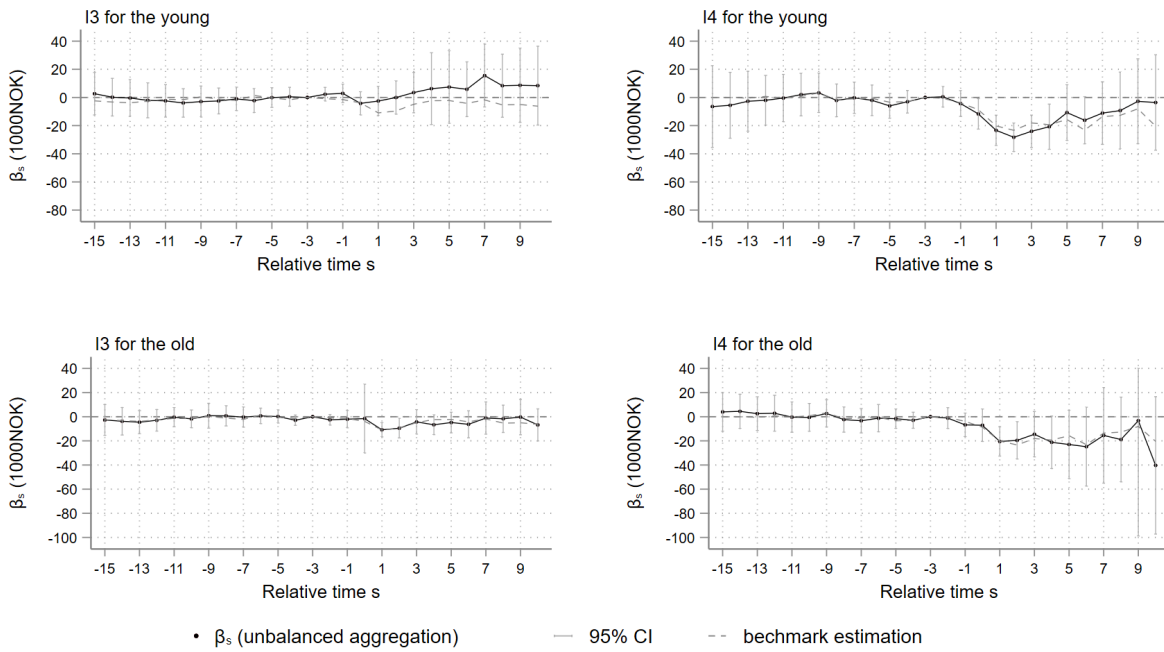 I3 for the young
40
20
0
-20
-40
-60
-80
βₛ (1000NOK)
-15 -13 -11 -9 -7 -5 -3 -1 1 3 5 7 9
Relative time s
I4 for the young
40
20
0
-20
-40
-60
-80
βₛ (1000NOK)
-15 -13 -11 -9 -7 -5 -3 -1 1 3 5 7 9
Relative time s
I3 for the old
40
20
0
-20
-40
-60
-80
-100
βₛ (1000NOK)
-15 -13 -11 -9 -7 -5 -3 -1 1 3 5 7 9
Relative time s
I4 for the old
40
20
0
-20
-40
-60
-80
-100
βₛ (1000NOK)
-15 -13 -11 -9 -7 -5 -3 -1 1 3 5 7 9
Relative time s
βₛ (unbalanced aggregation) 95% CI bechmark estimation